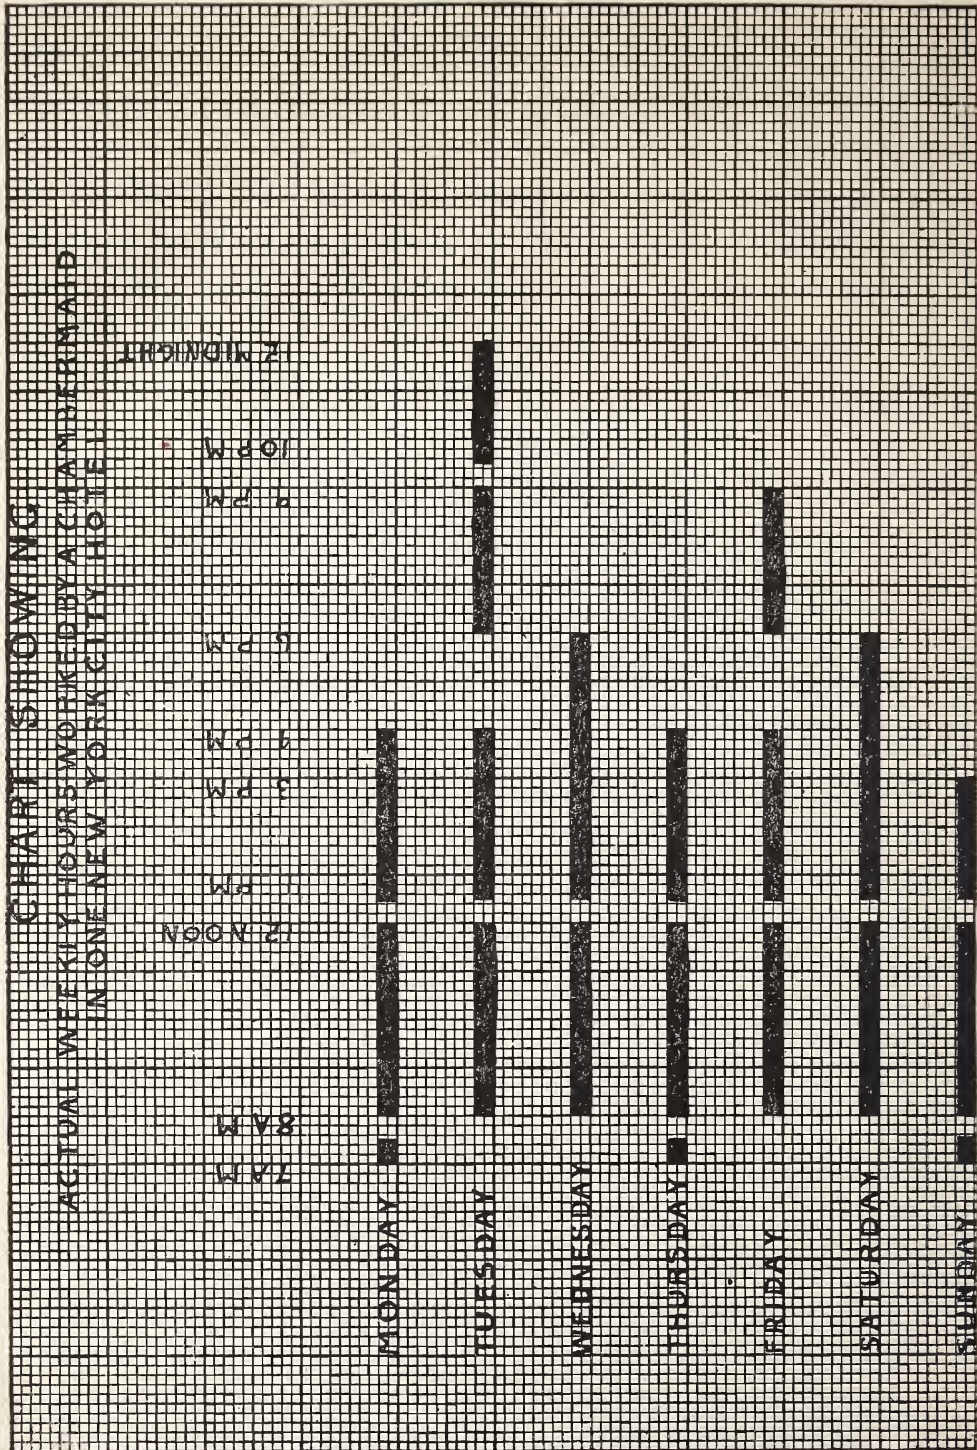 CHART SHOWING
ACTUAL WEEKLY HOURS WORKED BY A CHAMBERMAID
IN ONE NEW YORK CITY HOTEL
7 AM
8 AM
12 NOON
1 PM
3 PM
4 PM
6 PM
9 PM
10 PM
12 MIDNIGHT
MONDAY
TUESDAY
WEDNESDAY
THURSDAY
FRIDAY
SATURDAY
SUNDAY